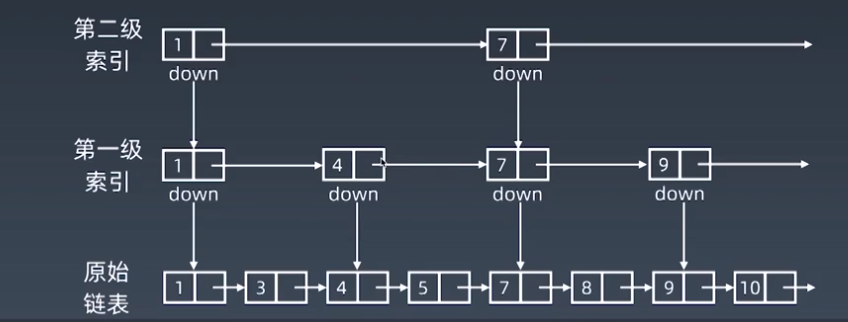 第二级
索引
1 7
down down
第一级
索引
1 4 7 9
down down down down
原始
链表
1 3 4 5 7 8 9 10